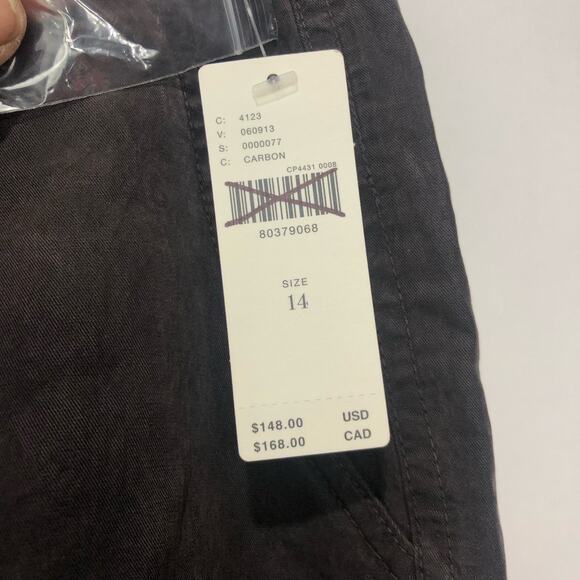 C: 4123
V: 060913
S: 0000077
C: CARBON
CP4431 0008
80379068
SIZE
14
$148.00 USD
$168.00 CAD